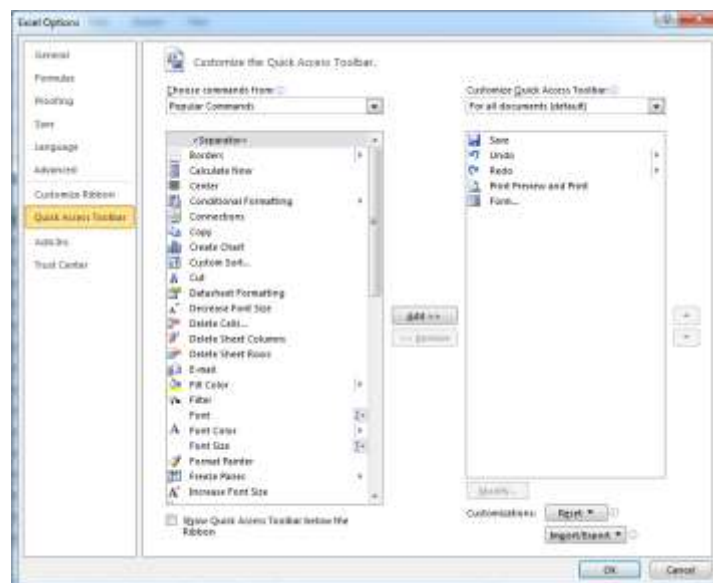 Excel Options
General
Formulas
Proofing
Save
Language
Advanced
Customize Ribbon
Quick Access Toolbar
Add-Ins
Trust Center
Customize the Quick Access Toolbar.
Choose commands from:
Popular Commands
<Separator>
Borders
Calculate Now
Center
Conditional Formatting
Connections
Copy
Create Chart
Custom Sort...
Cut
Datasheet Formatting
Decrease Font Size
Delete Cells...
Delete Sheet Columns
Delete Sheet Rows
E-mail
Fill Color
Filter
Font
Font Color
Font Size
Format Painter
Freeze Panes
Increase Font Size
Show Quick Access Toolbar below the
Ribbon
Add >>
<< Remove
Customize Quick Access Toolbar:
For all documents (default)
Save
Undo
Redo
Print Preview and Print
Form...
Modify...
Customizations:
Reset
Import/Export
OK
Cancel